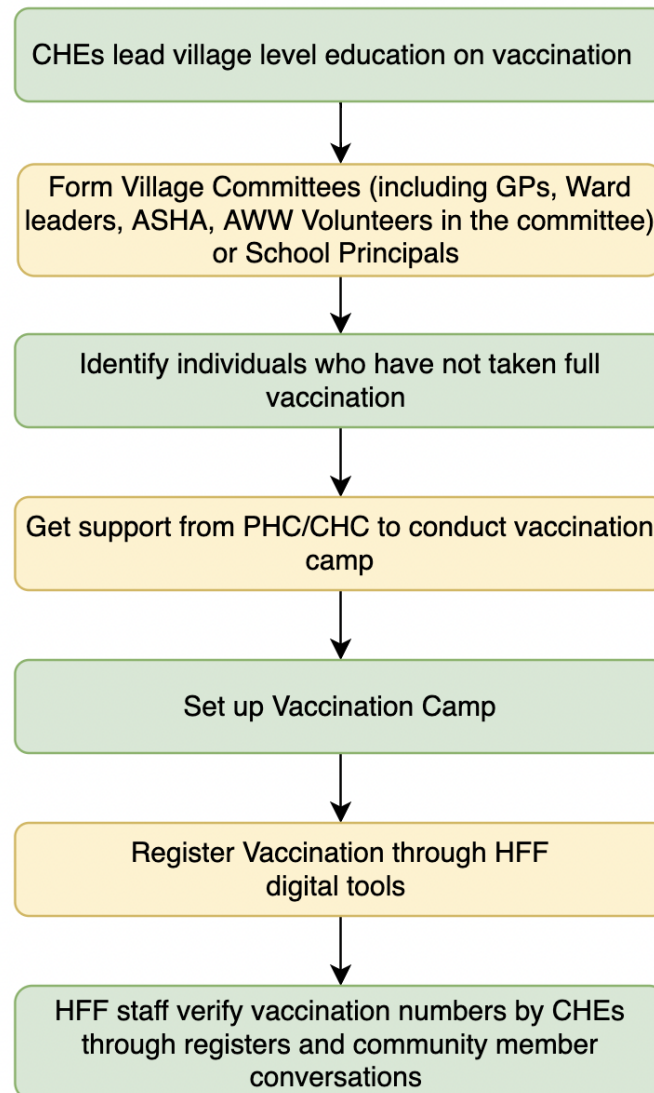 CHEs lead village level education on vaccination
Form Village Committees (including GPs, Ward
leaders, ASHA, AWW Volunteers in the committee)
or School Principals
Identify individuals who have not taken full
vaccination
Get support from PHC/CHC to conduct vaccination
camp
Set up Vaccination Camp
Register Vaccination through HFF
digital tools
HFF staff verify vaccination numbers by CHEs
through registers and community member
conversations